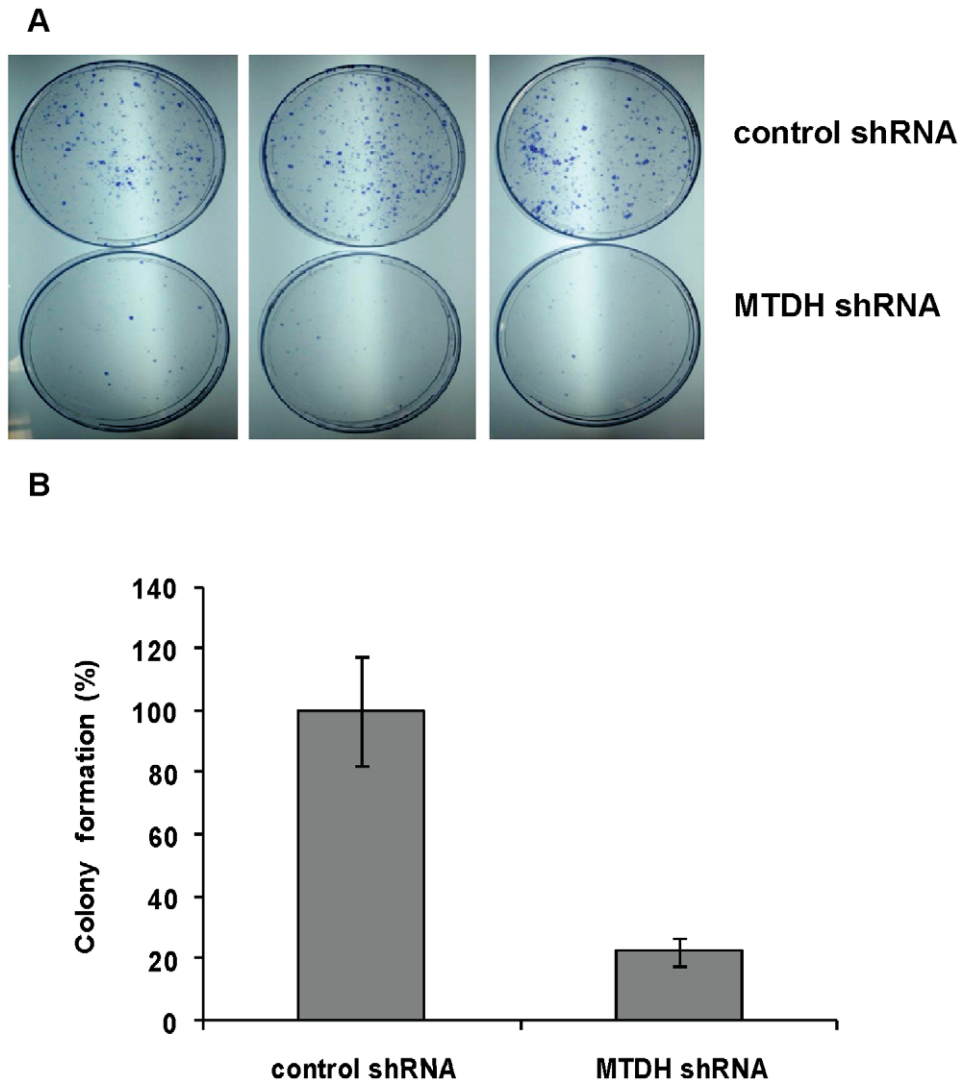 A
control shRNA
MTDH shRNA
B
140
120
100
80
60
40
20
0
Colony formation (%)
control shRNA
MTDH shRNA